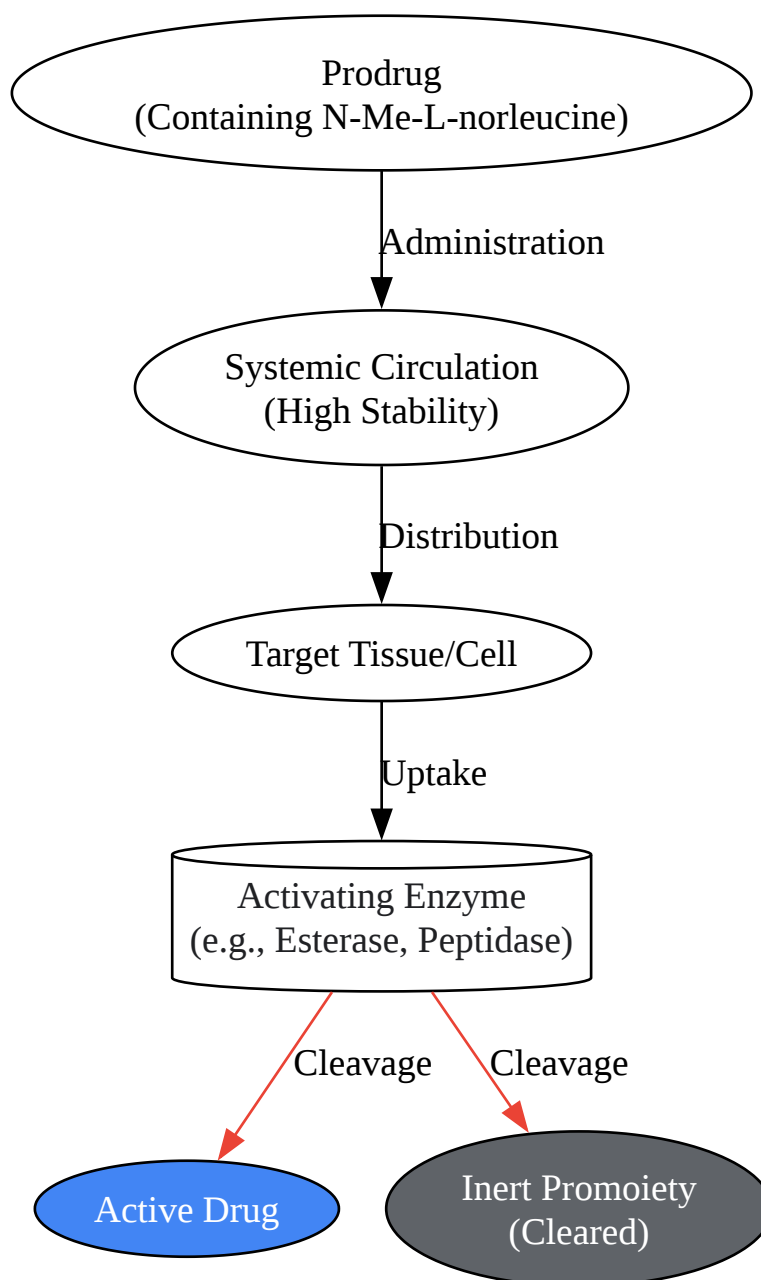 Prodrug
(Containing N-Me-L-norleucine)
Administration
Systemic Circulation
(High Stability)
Distribution
Target Tissue/Cell
Uptake
Activating Enzyme
(e.g., Esterase, Peptidase)
Cleavage
Cleavage
Active Drug
Inert Promoiety
(Cleared)